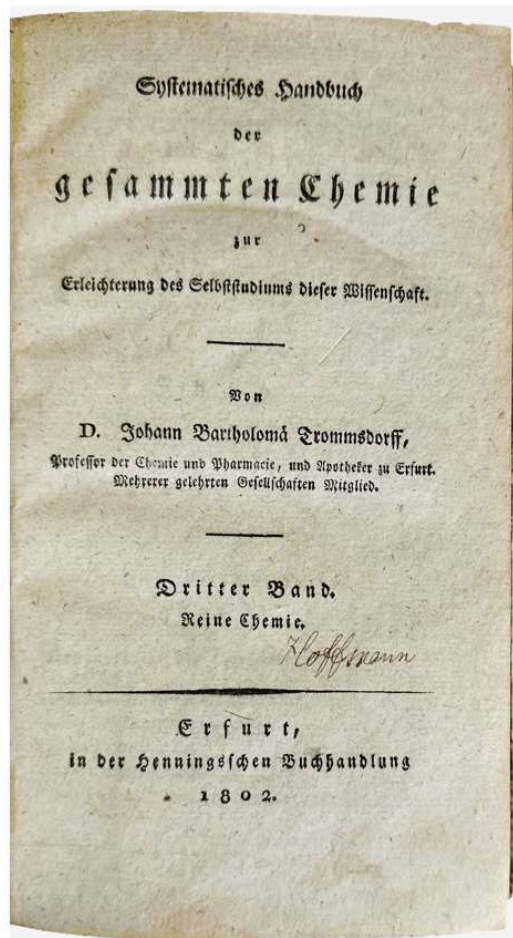 Systematisches Handbuch
der
gesammten Chemie
zur
Erleichterung des Selbststudiums dieser Wissenschaft.
Von
D. Johann Bartholomä Trommsdorff,
Professor der Chemie und Pharmacie, und Apotheker zu Erfurt.
Mehrerer gelehrten Gesellschaften Mitglied.
Dritter Band.
Reine Chemie.
Hoffmann
Erfurt,
in der Henningsschen Buchhandlung
1802.